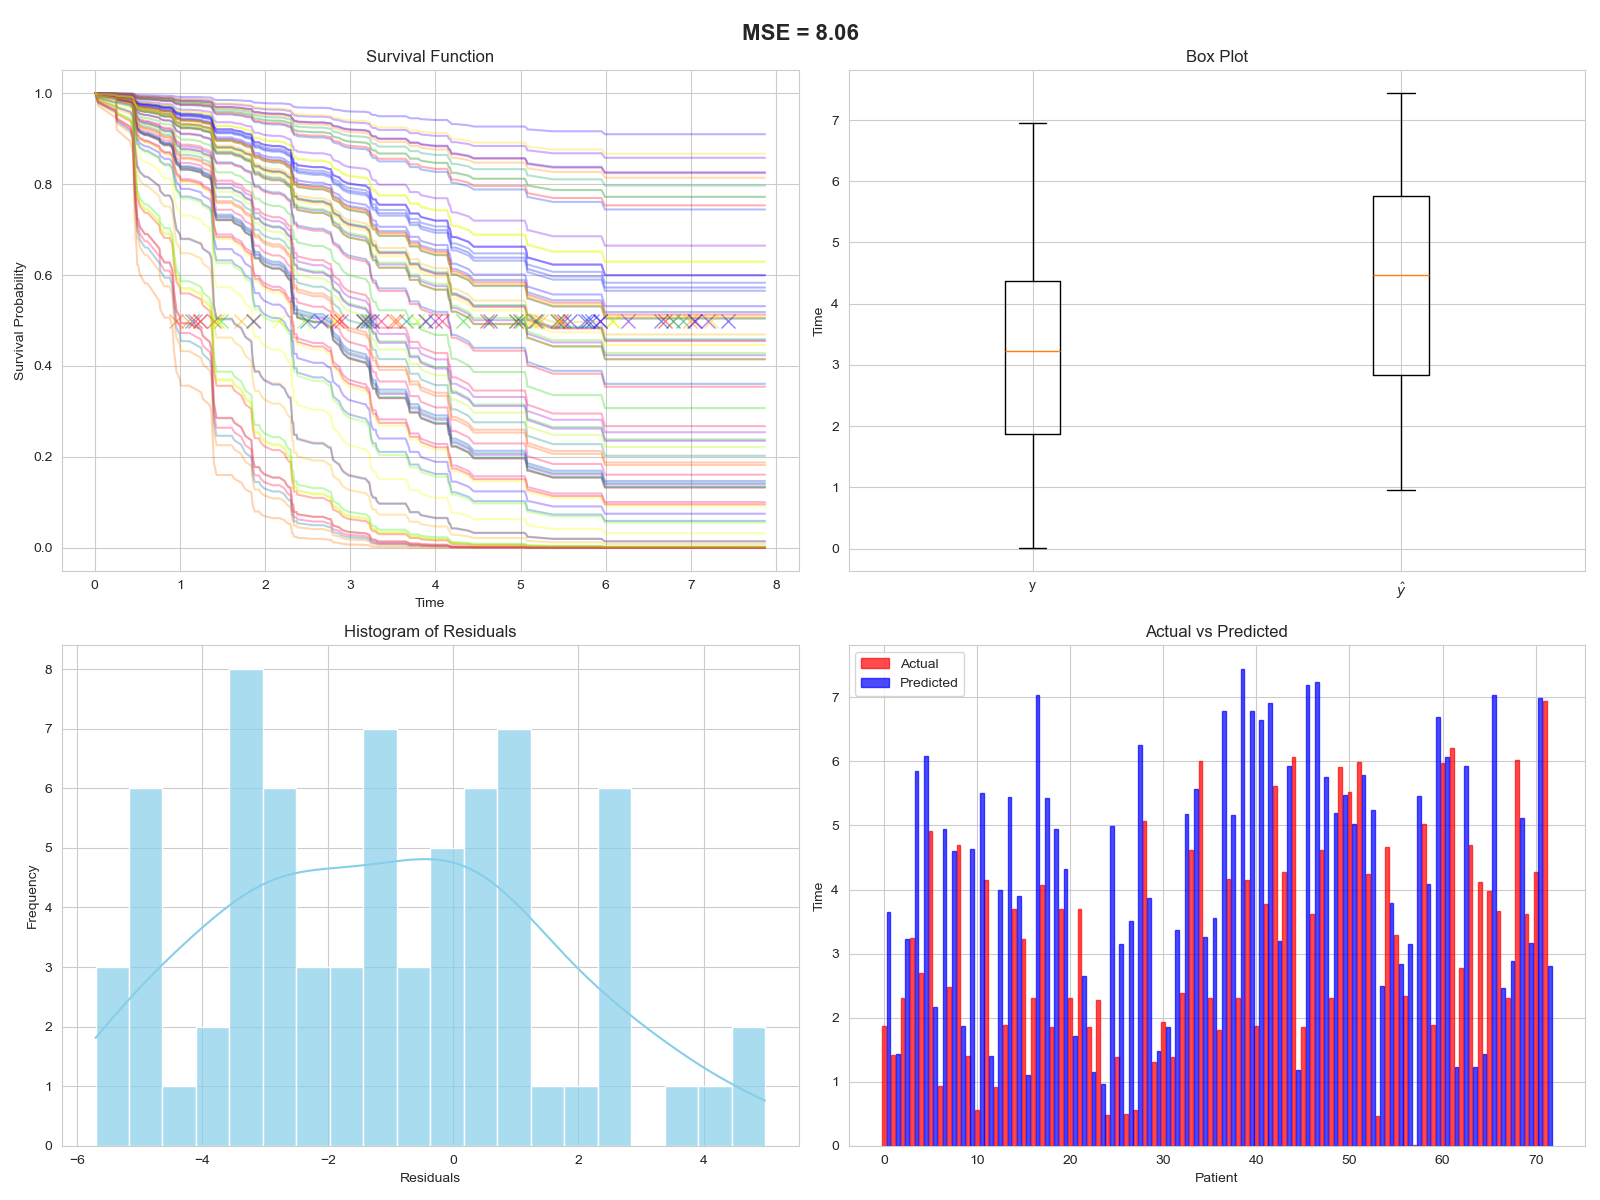 MSE = 8.06
Survival Function
Survival Probability
1.0
0.8
0.6
0.4
0.2
0.0
0 1 2 3 4 5 6 7 8
Time
Box Plot
Time
7
6
5
4
3
2
1
0
y ŷ
Histogram of Residuals
Frequency
8
7
6
5
4
3
2
1
0
−6 −4 −2 0 2 4
Residuals
Actual vs Predicted
Actual
Predicted
Time
7
6
5
4
3
2
1
0
0 10 20 30 40 50 60 70
Patient